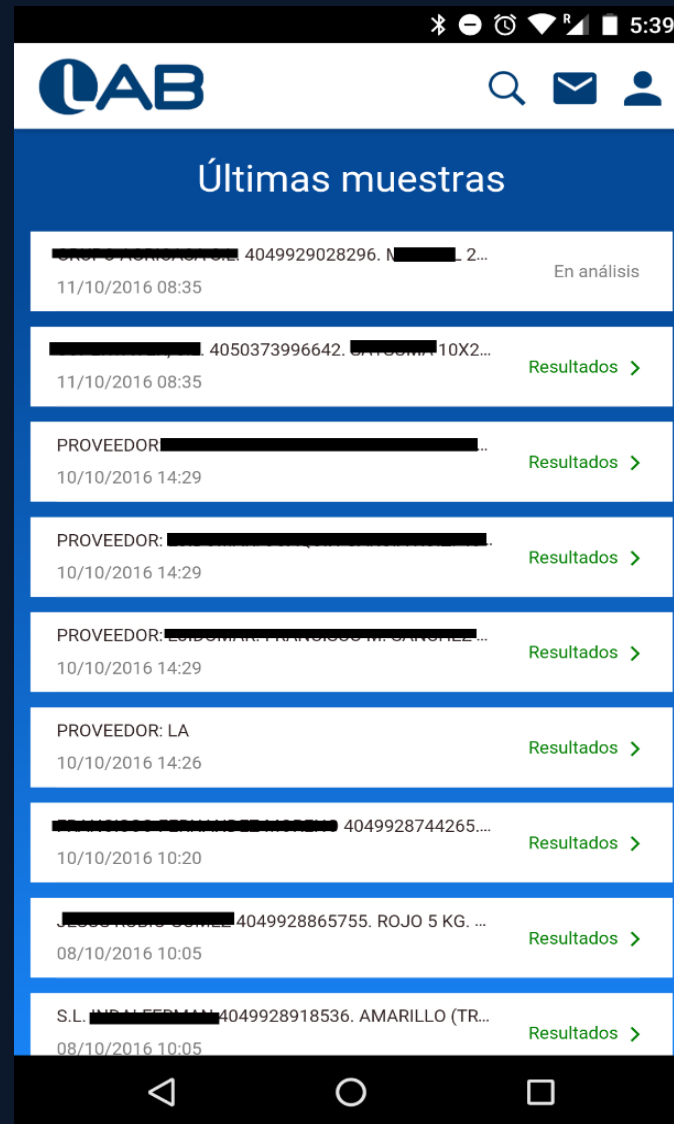 5:39
LAB
Últimas muestras
4049929028296. M L 2...
En análisis
11/10/2016 08:35
. 4050373996642. 10X2...
Resultados
11/10/2016 08:35
PROVEEDOR ...
Resultados
10/10/2016 14:29
PROVEEDOR: .
Resultados
10/10/2016 14:29
PROVEEDOR: ...
Resultados
10/10/2016 14:29
PROVEEDOR: LA
Resultados
10/10/2016 14:26
4049928744265....
Resultados
10/10/2016 10:20
4049928865755. ROJO 5 KG. ...
Resultados
08/10/2016 10:05
S.L. 4049928918536. AMARILLO (TR...
Resultados
08/10/2016 10:05